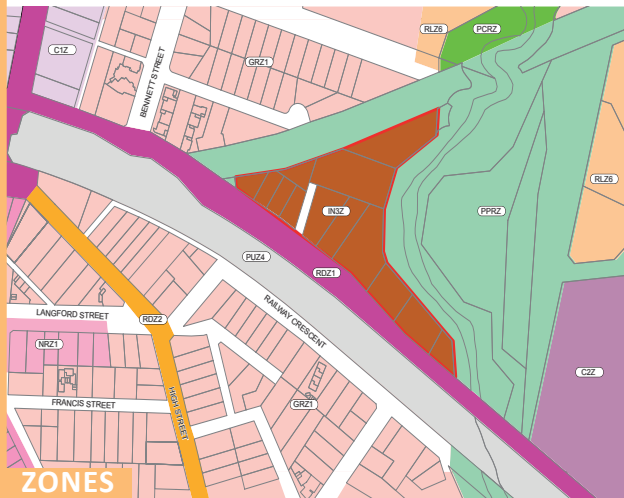 RLZ6
PCRZ
C1Z
GRZ1
BENNETT STREET
RLZ6
IN3Z
PPRZ
PUZ4
RDZ1
RAILWAY CRESCENT
LANGFORD STREET
RDZ2
NRZ1
C2Z
HIGH STREET
FRANCIS STREET
GRZ1
ZONES